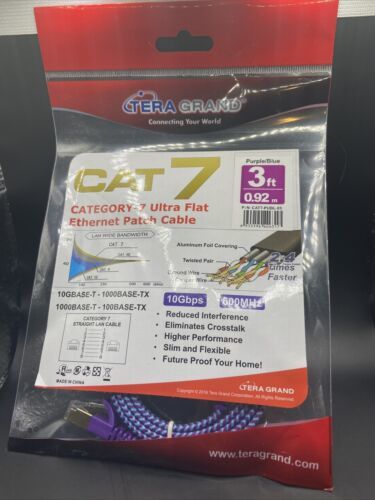 TERA GRAND®
Connecting Your World
CAT 7
CATEGORY-7 Ultra Flat
Ethernet Patch Cable
Purple/Blue
3 ft
0.92 m
LAN WIDE BANDWIDTH
CAT 7
Aluminum Foil Covering
Twisted Pair
Ground Wire
2.4
Times
Faster
10GBASE-T - 1000BASE-TX
1000BASE-T - 100BASE-TX
10Gbps
600MHz
CATEGORY 7
STRAIGHT LAN CABLE
• Reduced Interference
• Eliminates Crosstalk
• Higher Performance
• Slim and Flexible
• Future Proof Your Home!
MADE IN CHINA
TERA GRAND
www.teragrand.com